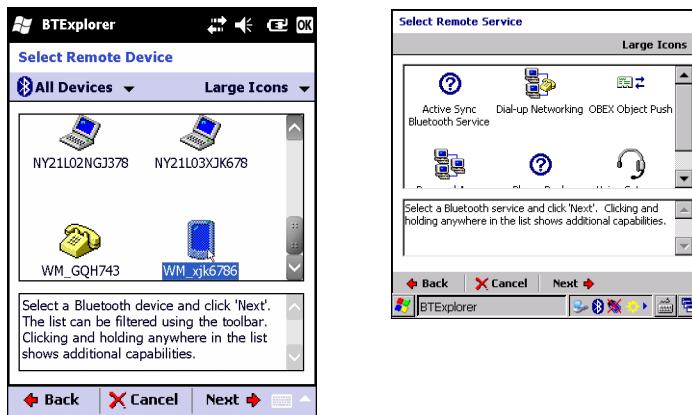 BTExplorer
OK
Select Remote Device
All Devices
Large Icons
NY21L02NGJ378 NY21L03XJK678
WM_GQH743 WM_xjk6786
Select a Bluetooth device and click 'Next'.
The list can be filtered using the toolbar.
Clicking and holding anywhere in the list
shows additional capabilities.
Back Cancel Next
Select Remote Service
Large Icons
Active Sync
Bluetooth Service
Dial-up Networking
OBEX Object Push
Select a Bluetooth service and click 'Next'. Clicking and
holding anywhere in the list shows additional capabilities.
Back Cancel Next
BTExplorer